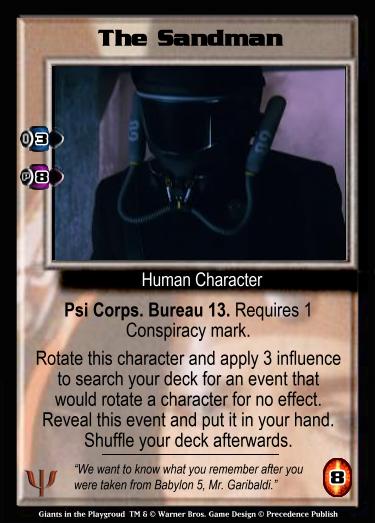 The Sandman
D 3
P 8
Human Character
Psi Corps. Bureau 13. Requires 1
Conspiracy mark.
Rotate this character and apply 3 influence
to search your deck for an event that
would rotate a character for no effect.
Reveal this event and put it in your hand.
Shuffle your deck afterwards.
"We want to know what you remember after you
were taken from Babylon 5, Mr. Garibaldi."
8
Giants in the Playgroud TM & © Warner Bros. Game Design © Precedence Publish